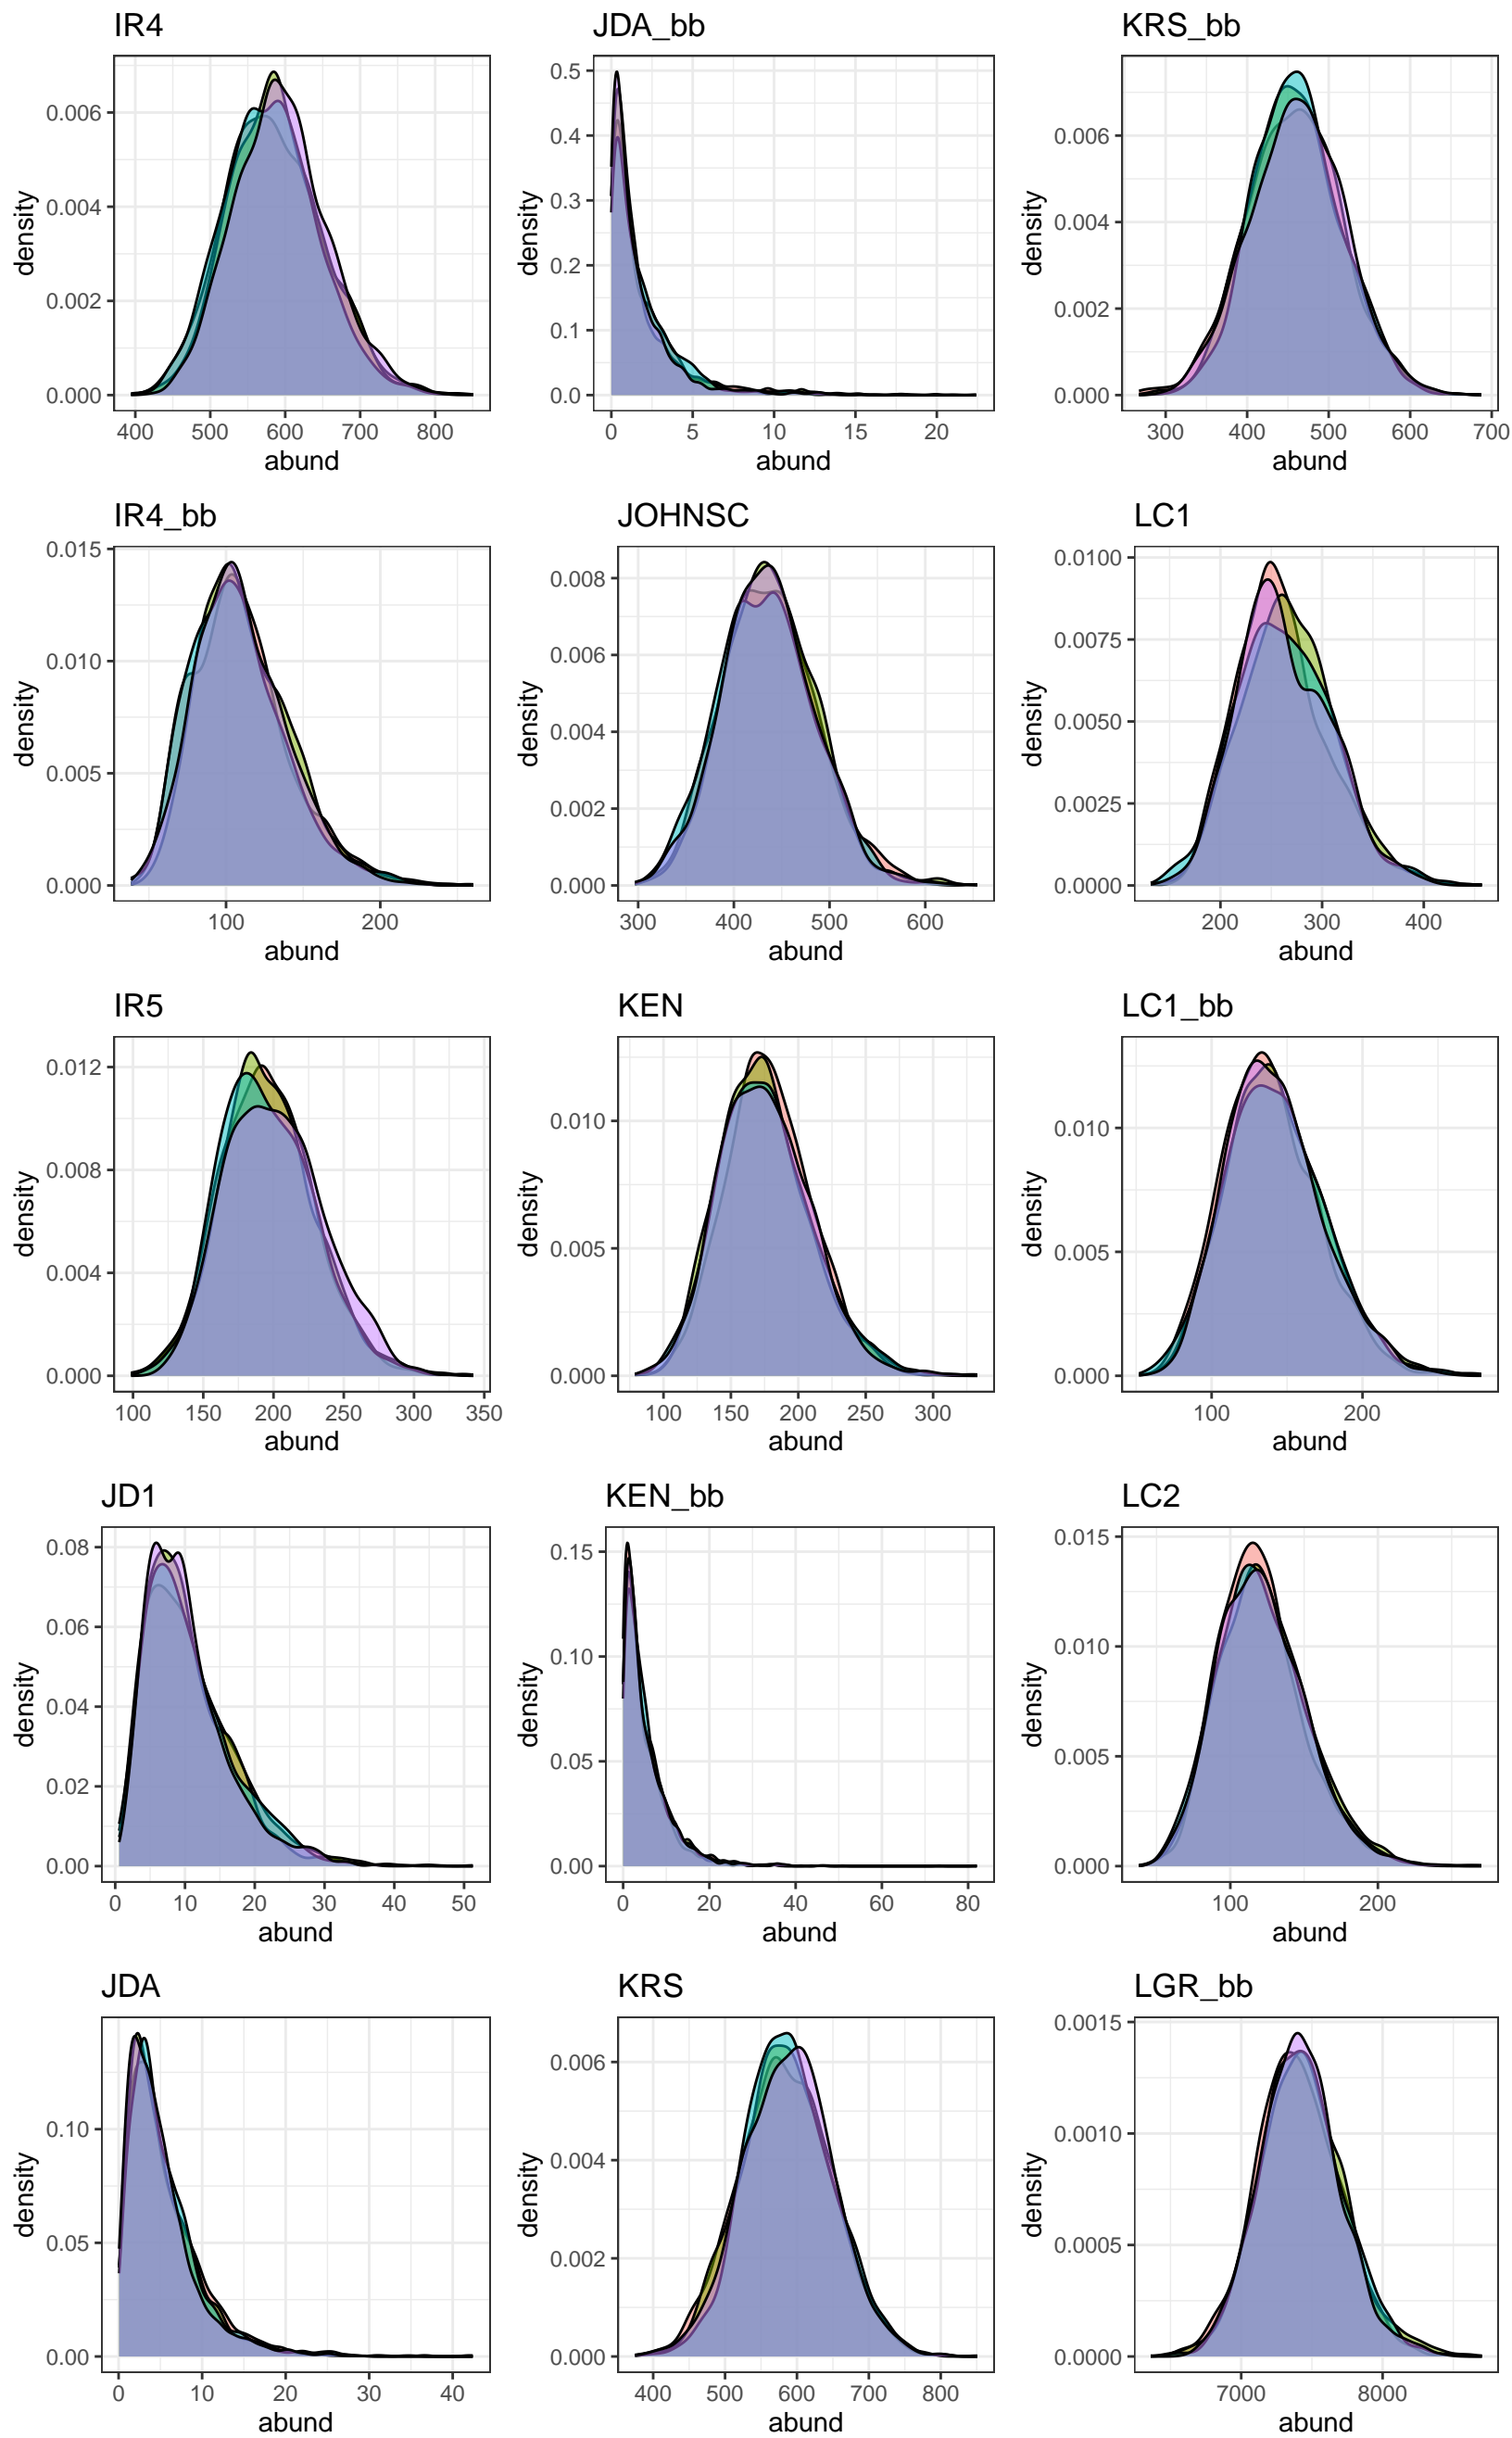 IR4
JDA_bb
KRS_bb
density
0.006
0.004
0.002
0.000
400 500 600 700 800
abund
density
0.5
0.4
0.3
0.2
0.1
0.0
0 5 10 15 20
abund
density
0.006
0.004
0.002
0.000
300 400 500 600 700
abund
IR4_bb
JOHNSC
LC1
density
0.015
0.010
0.005
0.000
100 200
abund
density
0.008
0.006
0.004
0.002
0.000
300 400 500 600
abund
density
0.0100
0.0075
0.0050
0.0025
0.0000
200 300 400
abund
IR5
KEN
LC1_bb
density
0.012
0.008
0.004
0.000
100 150 200 250 300 350
abund
density
0.010
0.005
0.000
100 150 200 250 300
abund
density
0.010
0.005
0.000
100 200
abund
JD1
KEN_bb
LC2
density
0.08
0.06
0.04
0.02
0.00
0 10 20 30 40 50
abund
density
0.15
0.10
0.05
0.00
0 20 40 60 80
abund
density
0.015
0.010
0.005
0.000
100 200
abund
JDA
KRS
LGR_bb
density
0.10
0.05
0.00
0 10 20 30 40
abund
density
0.006
0.004
0.002
0.000
400 500 600 700 800
abund
density
0.0015
0.0010
0.0005
0.0000
7000 8000
abund